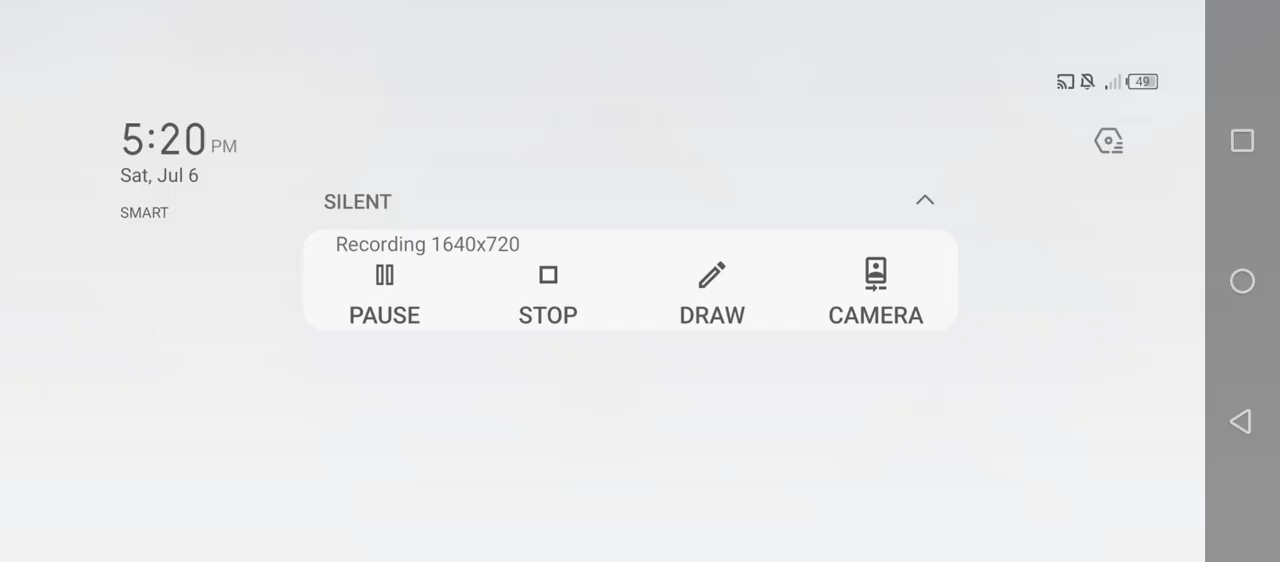 49
5:20 PM
Sat, Jul 6
SMART
SILENT
Recording 1640x720
PAUSE STOP DRAW CAMERA